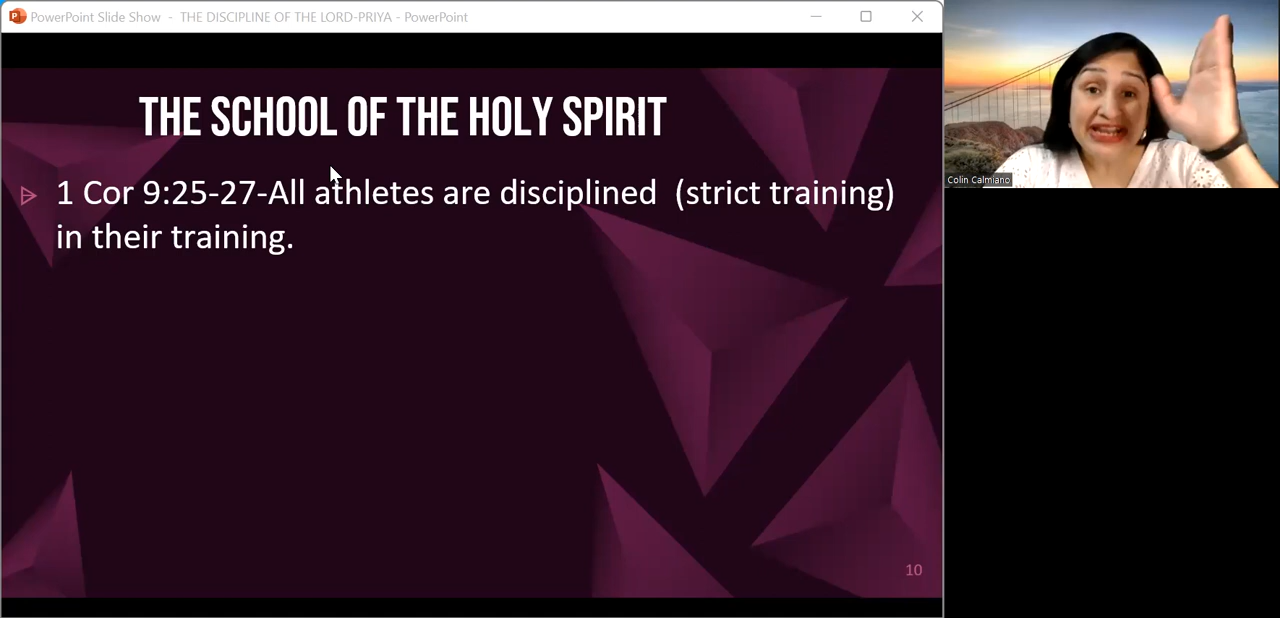 PowerPoint Slide Show - THE DISCIPLINE OF THE LORD-PRIYA - PowerPoint
THE SCHOOL OF THE HOLY SPIRIT
1 Cor 9:25-27-All athletes are disciplined (strict training)
in their training.
10
Colin Calmiano